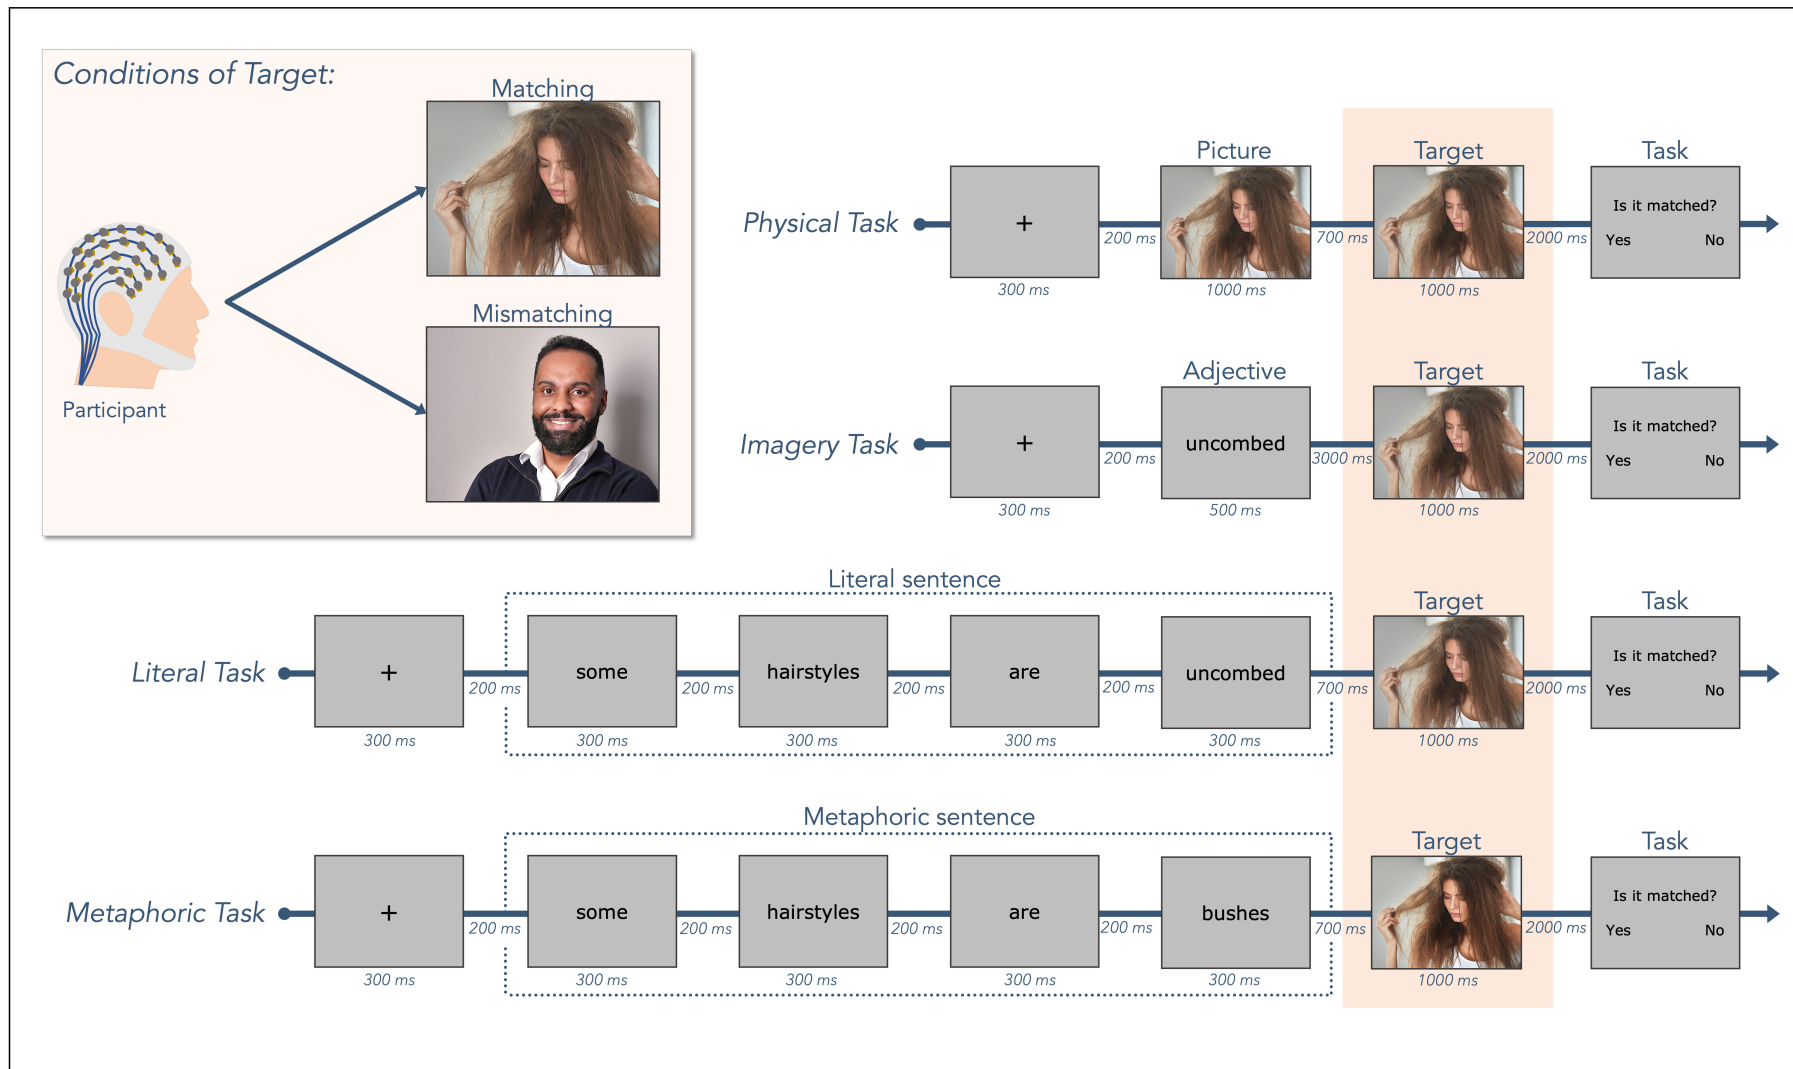 Conditions of Target:
Matching
Mismatching
Participant
Picture
Target
Task
Physical Task
+
Is it matched?
Yes No
200 ms
700 ms
2000 ms
300 ms
1000 ms
1000 ms
Adjective
Target
Task
Imagery Task
+
uncombed
Is it matched?
Yes No
200 ms
3000 ms
2000 ms
300 ms
500 ms
1000 ms
Literal sentence
Target
Task
Literal Task
+
some
hairstyles
are
uncombed
Is it matched?
Yes No
200 ms
200 ms
200 ms
200 ms
700 ms
2000 ms
300 ms
300 ms
300 ms
300 ms
300 ms
1000 ms
Metaphoric sentence
Target
Task
Metaphoric Task
+
some
hairstyles
are
bushes
Is it matched?
Yes No
200 ms
200 ms
200 ms
200 ms
700 ms
2000 ms
300 ms
300 ms
300 ms
300 ms
300 ms
1000 ms